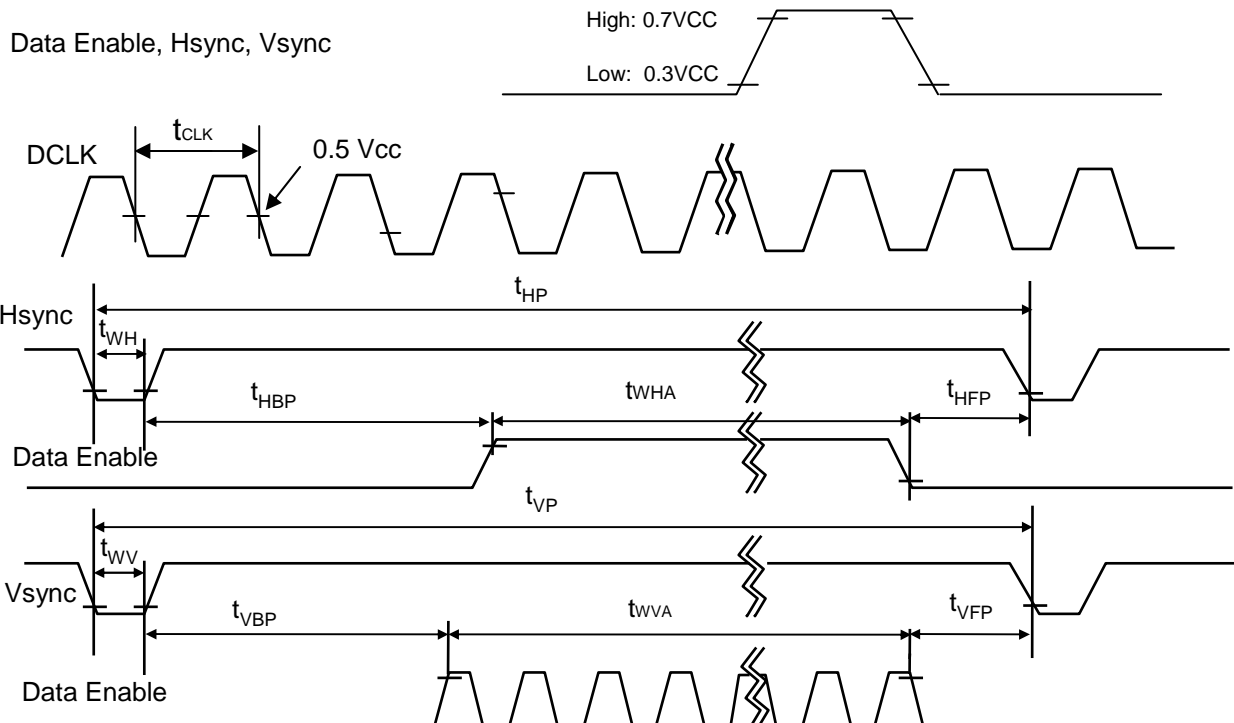 High: 0.7VCC
Data Enable, Hsync, Vsync
Low: 0.3VCC
tCLK
DCLK
0.5 Vcc
tHP
Hsync
tWH
tHBP
tWHA
tHFP
Data Enable
tVP
tWV
Vsync
tVBP
tWVA
tVFP
Data Enable